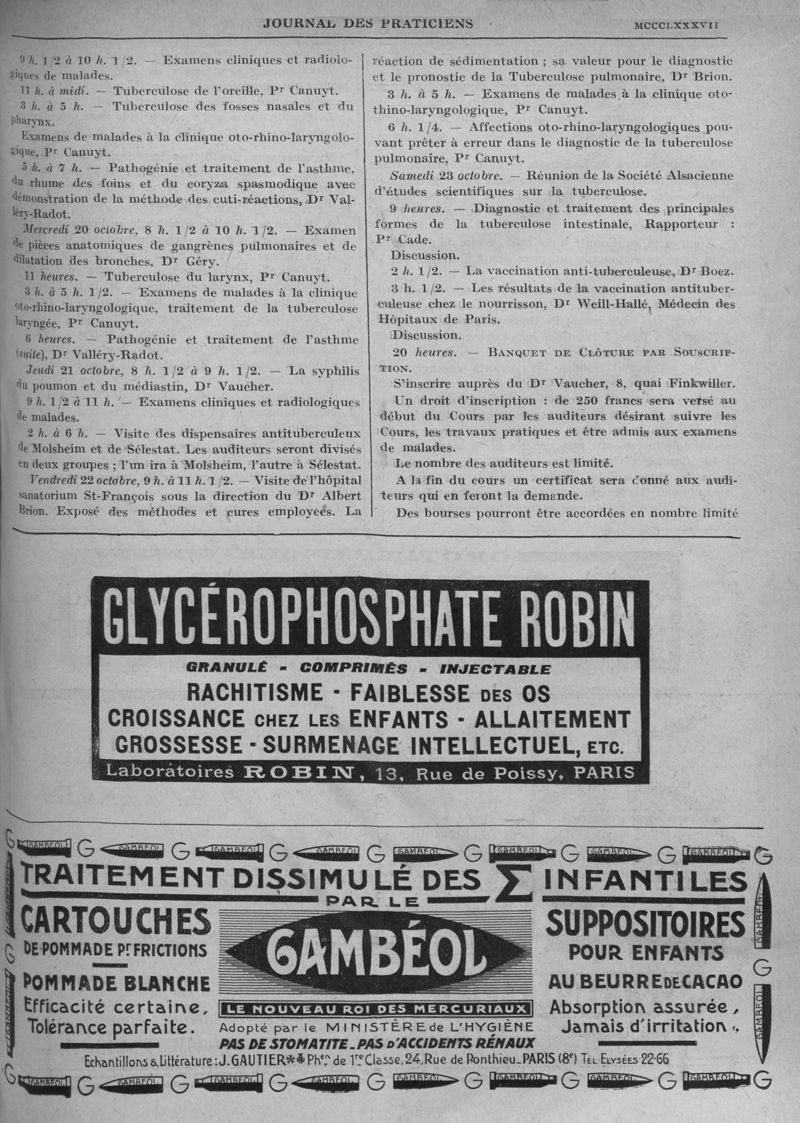 JOURNAL DES PRATICIENS
MCCCLXXXVII
9 h. 1/2 à 10 h. 1/2. — Examens cliniques et radiolo-
giques de malades.
11 h. à midi. — Tuberculose de l'oreille, Pr Canuyt.
3 h. à 5 h. — Tuberculose des fosses nasales et du
pharynx.
Examens de malades à la clinique oto-rhino-laryngolo-
gique, Pr Canuyt.
5 h. à 7 h. — Pathogénie et traitement de l'asthme,
du rhume des foins et du coryza spasmodique avec
démonstration de la méthode des cuti-réactions, Dr Val-
léry-Radot.
Mercredi 20 octobre, 8 h. 1/2 à 10 h. 1/2. — Examen
de pièces anatomiques de gangrènes pulmonaires et de
dilatation des bronches, Dr Géry.
11 heures. — Tuberculose du larynx, Pr Canuyt.
3 h. à 5 h. 1/2. — Examens de malades à la clinique
oto-rhino-laryngologique, traitement de la tuberculose
laryngée, Pr Canuyt.
6 heures. — Pathogénie et traitement de l'asthme
(suite), Dr Valléry-Radot.
Jeudi 21 octobre, 8 h. 1/2 à 9 h. 1/2. — La syphilis
du poumon et du médiastin, Dr Vaucher.
9 h. 1/2 à 11 h. — Examens cliniques et radiologiques
de malades.
2 h. à 6 h. — Visite des dispensaires antituberculeux
de Molsheim et de Sélestat. Les auditeurs seront divisés
en deux groupes ; l'un ira à Molsheim, l'autre à Sélestat.
Vendredi 22 octobre, 9 h. à 11 h. 1/2. — Visite de l'hôpital
sanatorium St-François sous la direction du Dr Albert
Brion. Exposé des méthodes et cures employées. La
réaction de sédimentation ; sa valeur pour le diagnostic
et le pronostic de la Tuberculose pulmonaire, Dr Brion.
3 h. à 5 h. — Examens de malades à la clinique oto-
thino-laryngologique, Pr Canuyt.
6 h. 1/4. — Affections oto-rhino-laryngologiques pou-
vant prêter à erreur dans le diagnostic de la tuberculose
pulmonaire, Pr Canuyt.
Samedi 23 octobre. — Réunion de la Société Alsacienne
d'études scientifiques sur la tuberculose.
9 heures. — Diagnostic et traitement des principales
formes de la tuberculose intestinale, Rapporteur :
Pr Cade.
Discussion.
2 h. 1/2. — La vaccination anti-tuberculeuse, Dr Boez.
3 h. 1/2. — Les résultats de la vaccination antituber-
culeuse chez le nourrisson, Dr Weill-Hallé, Médecin des
Hôpitaux de Paris.
Discussion.
20 heures. — BANQUET DE CLÔTURE PAR SOUSCRIP-
TION.
S'inscrire auprès du Dr Vaucher, 8, quai Finkwiller.
Un droit d'inscription : de 250 francs sera versé au
début du Cours par les auditeurs désirant suivre les
Cours, les travaux pratiques et être admis aux examens
de malades.
Le nombre des auditeurs est limité.
A la fin du cours un certificat sera donné aux audi-
teurs qui en feront la demande.
Des bourses pourront être accordées en nombre limité
GLYCÉROPHOSPHATE ROBIN
GRANULÉ - COMPRIMÉS - INJECTABLE
RACHITISME - FAIBLESSE DES OS
CROISSANCE CHEZ LES ENFANTS - ALLAITEMENT
GROSSESSE - SURMENAGE INTELLECTUEL, ETC.
Laboratoires ROBIN, 13, Rue de Poissy, PARIS
GAMBÉOL G GAMBÉOL G GAMBÉOL G GAMBÉOL G GAMBÉOL G GAMBÉOL G GAMBÉOL G GAMBÉOL G
TRAITEMENT DISSIMULÉ DES Σ INFANTILES
PAR LE
CARTOUCHES
DE POMMADE Pr FRICTIONS
POMMADE BLANCHE
Efficacité certaine,
Tolérance parfaite.
GAMBÉOL
LE NOUVEAU ROI DES MERCURIAUX
Adopté par le MINISTÈRE de L'HYGIÈNE
PAS DE STOMATITE_PAS D'ACCIDENTS RÉNAUX
SUPPOSITOIRES
POUR ENFANTS
AU BEURRE DE CACAO
Absorption assurée,
Jamais d'irritation.
Echantillons & Littérature : J. GAUTIER Phen de 1re Classe, 24, Rue de Ponthieu_PARIS (8e) TÉL. ELYSÉES 22-66
G GAMBÉOL G GAMBÉOL G GAMBÉOL G GAMBÉOL G GAMBÉOL G GAMBÉOL G GAMBÉOL G GAMBÉOL G